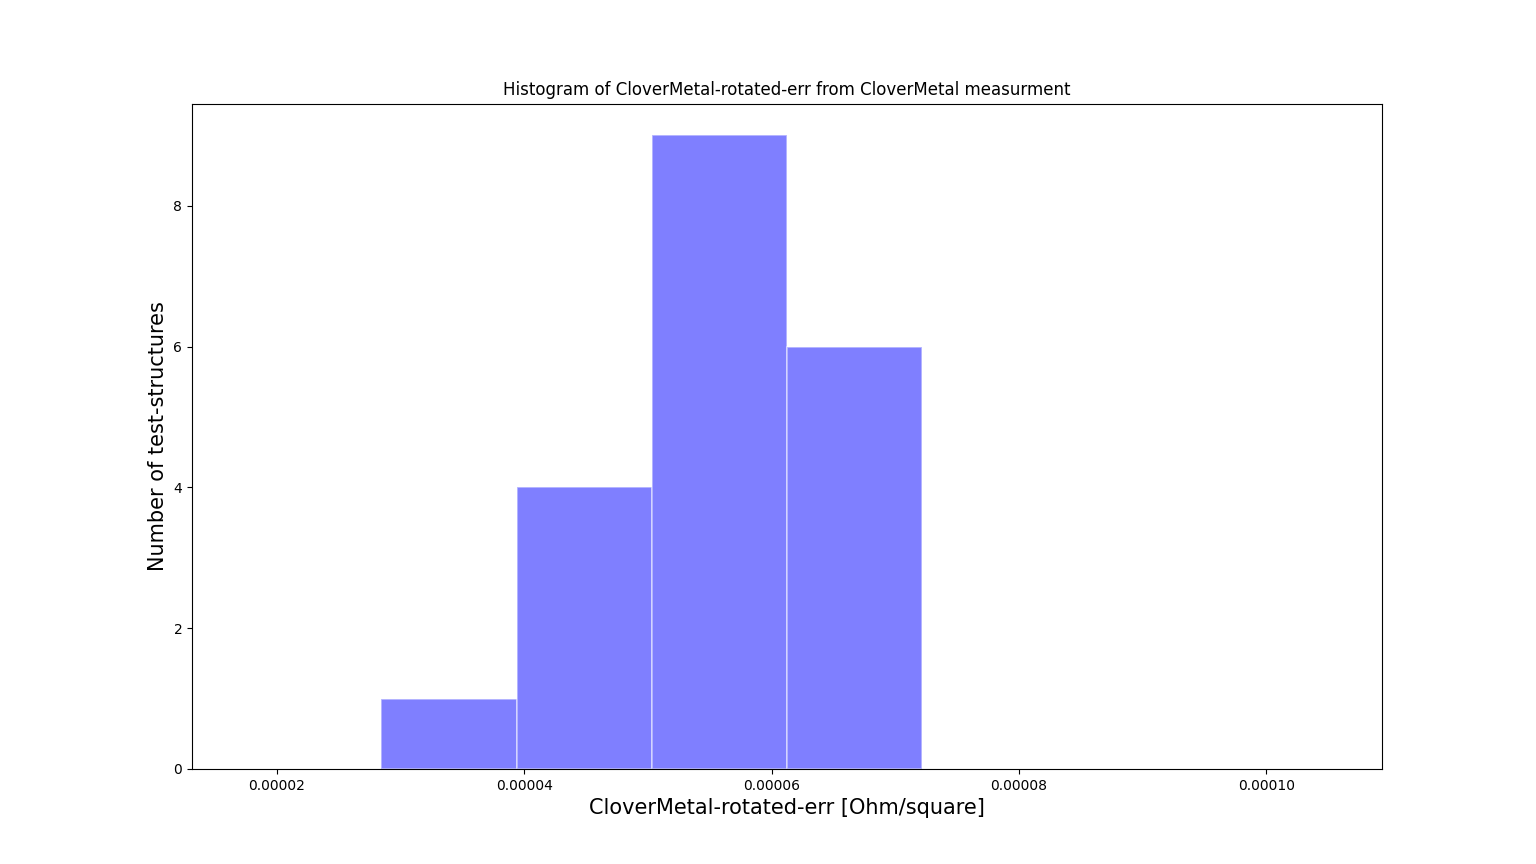 Histogram of CloverMetal-rotated-err from CloverMetal measurment
Number of test-structures
8
6
4
2
0
0.00002 0.00004 0.00006 0.00008 0.00010
CloverMetal-rotated-err [Ohm/square]